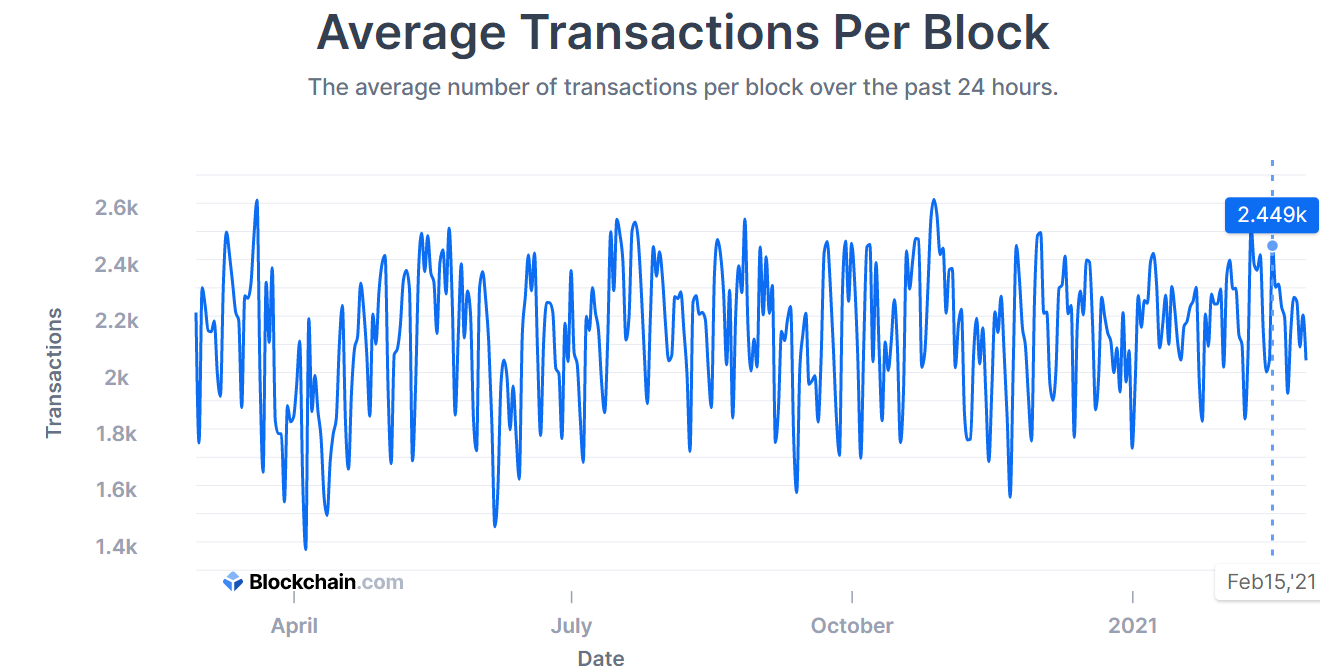 Average Transactions Per Block
The average number of transactions per block over the past 24 hours.
2.6k
2.449k
2.4k
2.2k
2k
1.8k
1.6k
1.4k
Transactions
Blockchain.com
Feb15,'21
April
July
October
2021
Date